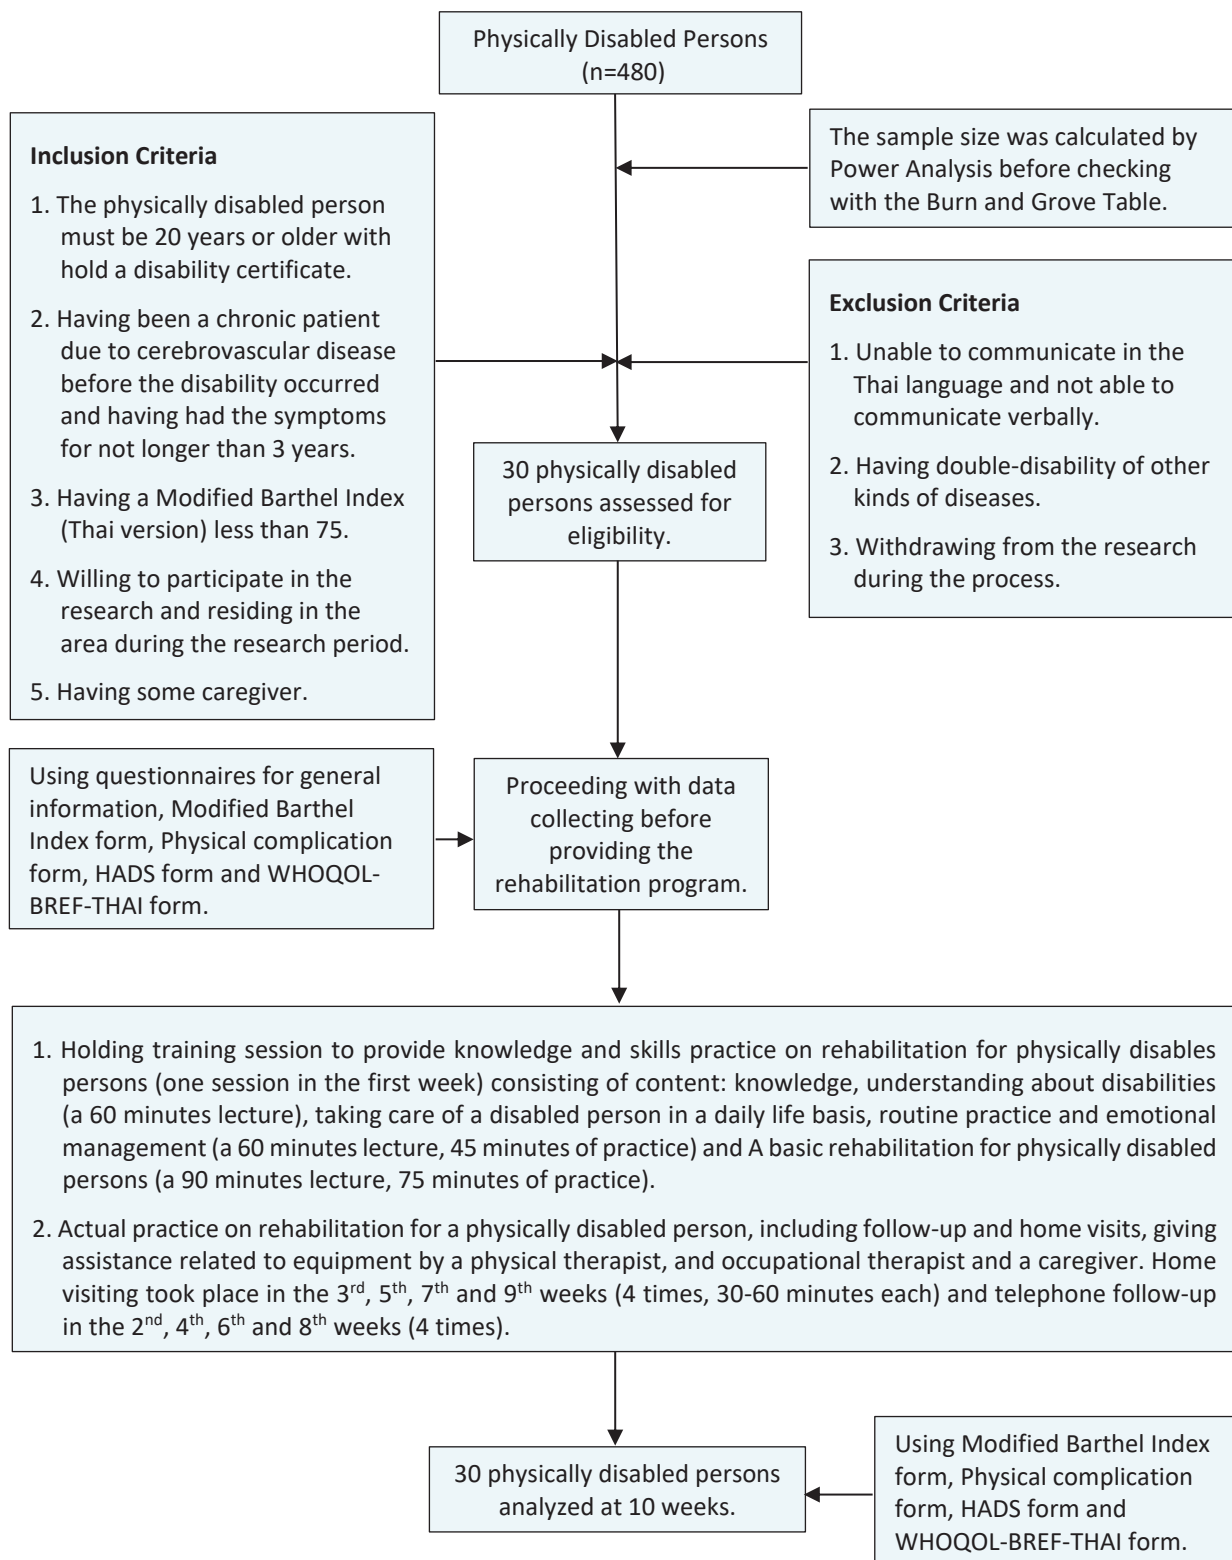 Physically Disabled Persons
(n=480)
The sample size was calculated by
Power Analysis before checking
with the Burn and Grove Table.
Inclusion Criteria
1. The physically disabled person
must be 20 years or older with
hold a disability certificate.
2. Having been a chronic patient
due to cerebrovascular disease
before the disability occurred
and having had the symptoms
for not longer than 3 years.
3. Having a Modified Barthel Index
(Thai version) less than 75.
4. Willing to participate in the
research and residing in the
area during the research period.
5. Having some caregiver.
Exclusion Criteria
1. Unable to communicate in the
Thai language and not able to
communicate verbally.
2. Having double-disability of other
kinds of diseases.
3. Withdrawing from the research
during the process.
30 physically disabled
persons assessed for
eligibility.
Using questionnaires for general
information, Modified Barthel
Index form, Physical complication
form, HADS form and WHOQOL-
BREF-THAI form.
Proceeding with data
collecting before
providing the
rehabilitation program.
1. Holding training session to provide knowledge and skills practice on rehabilitation for physically disables
persons (one session in the first week) consisting of content: knowledge, understanding about disabilities
(a 60 minutes lecture), taking care of a disabled person in a daily life basis, routine practice and emotional
management (a 60 minutes lecture, 45 minutes of practice) and A basic rehabilitation for physically disabled
persons (a 90 minutes lecture, 75 minutes of practice).
2. Actual practice on rehabilitation for a physically disabled person, including follow-up and home visits, giving
assistance related to equipment by a physical therapist, and occupational therapist and a caregiver. Home
visiting took place in the 3rd, 5th, 7th and 9th weeks (4 times, 30-60 minutes each) and telephone follow-up
in the 2nd, 4th, 6th and 8th weeks (4 times).
30 physically disabled persons
analyzed at 10 weeks.
Using Modified Barthel Index
form, Physical complication
form, HADS form and
WHOQOL-BREF-THAI form.